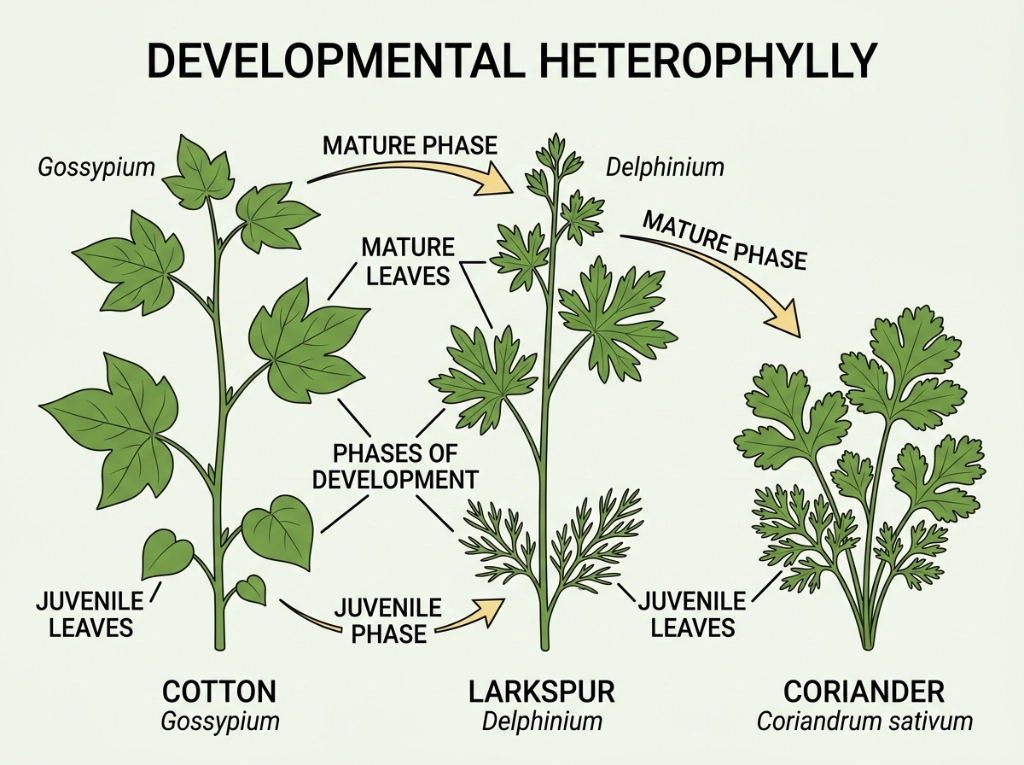 DEVELOPMENTAL HETEROPHYLLY
Gossypium
MATURE PHASE
Delphinium
MATURE PHASE
MATURE
LEAVES
PHASES OF
DEVELOPMENT
JUVENILE
LEAVES
JUVENILE
PHASE
JUVENILE
LEAVES
COTTON
Gossypium
LARKSPUR
Delphinium
CORIANDER
Coriandrum sativum